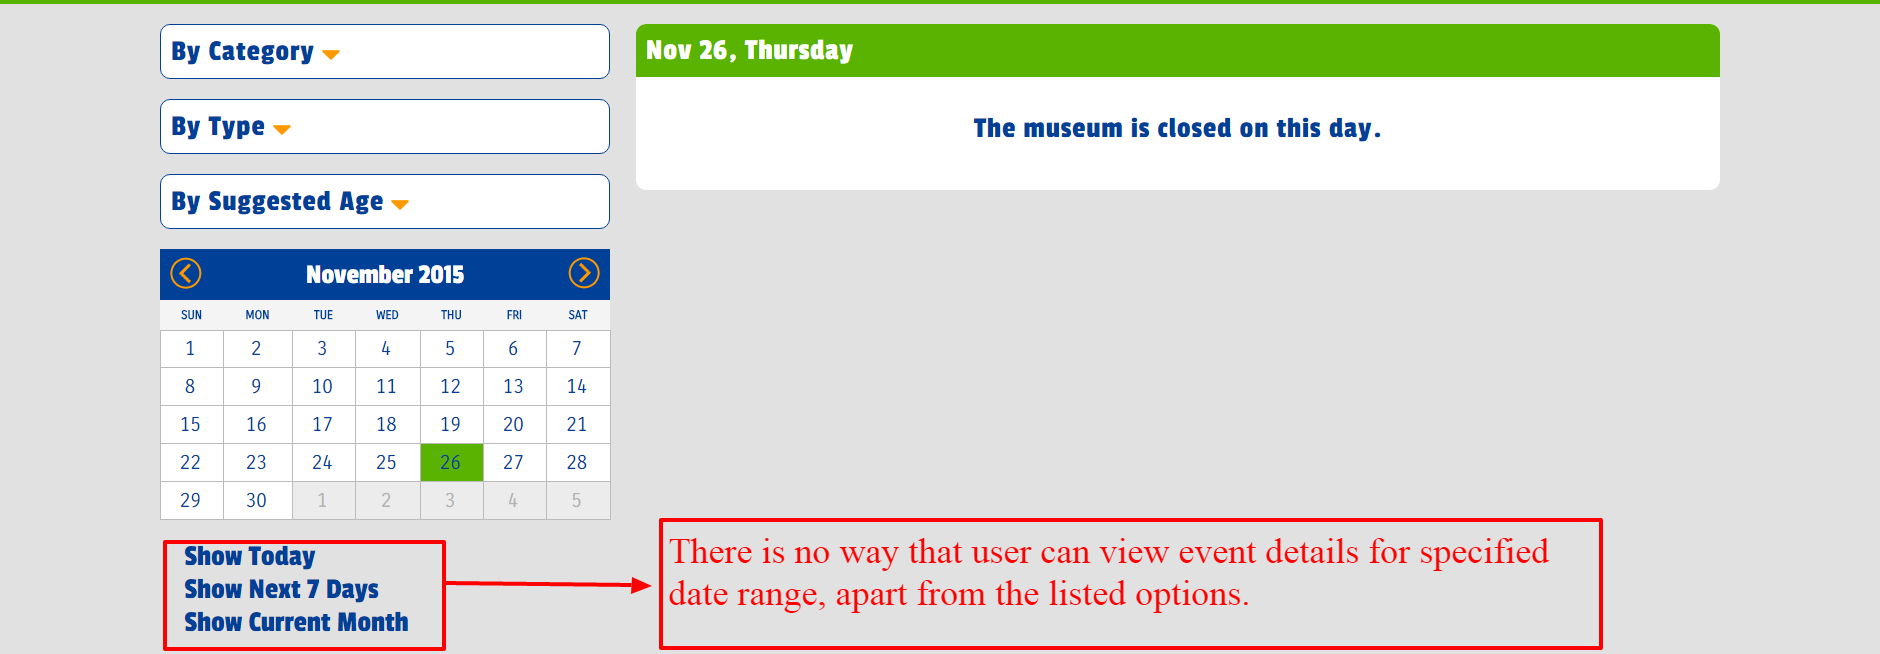 By Category
By Type
By Suggested Age
November 2015
SUN MON TUE WED THU FRI SAT
1 2 3 4 5 6 7
8 9 10 11 12 13 14
15 16 17 18 19 20 21
22 23 24 25 26 27 28
29 30 1 2 3 4 5
Show Today
Show Next 7 Days
Show Current Month
Nov 26, Thursday
The museum is closed on this day.
There is no way that user can view event details for specified
date range, apart from the listed options.